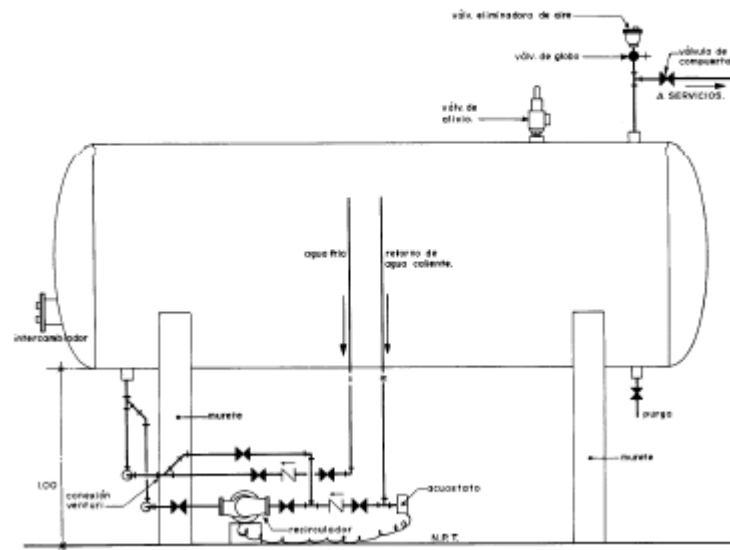 válv. eliminadora de aire
válv. de globo
válvula de
compuerta
A SERVICIOS.
válv. de
alivio.
agua fría
retorno de
agua caliente.
intercambiador
murete
purga
murete
1.00
conexión
venturi
acuastato
recirculador
N.P.T.